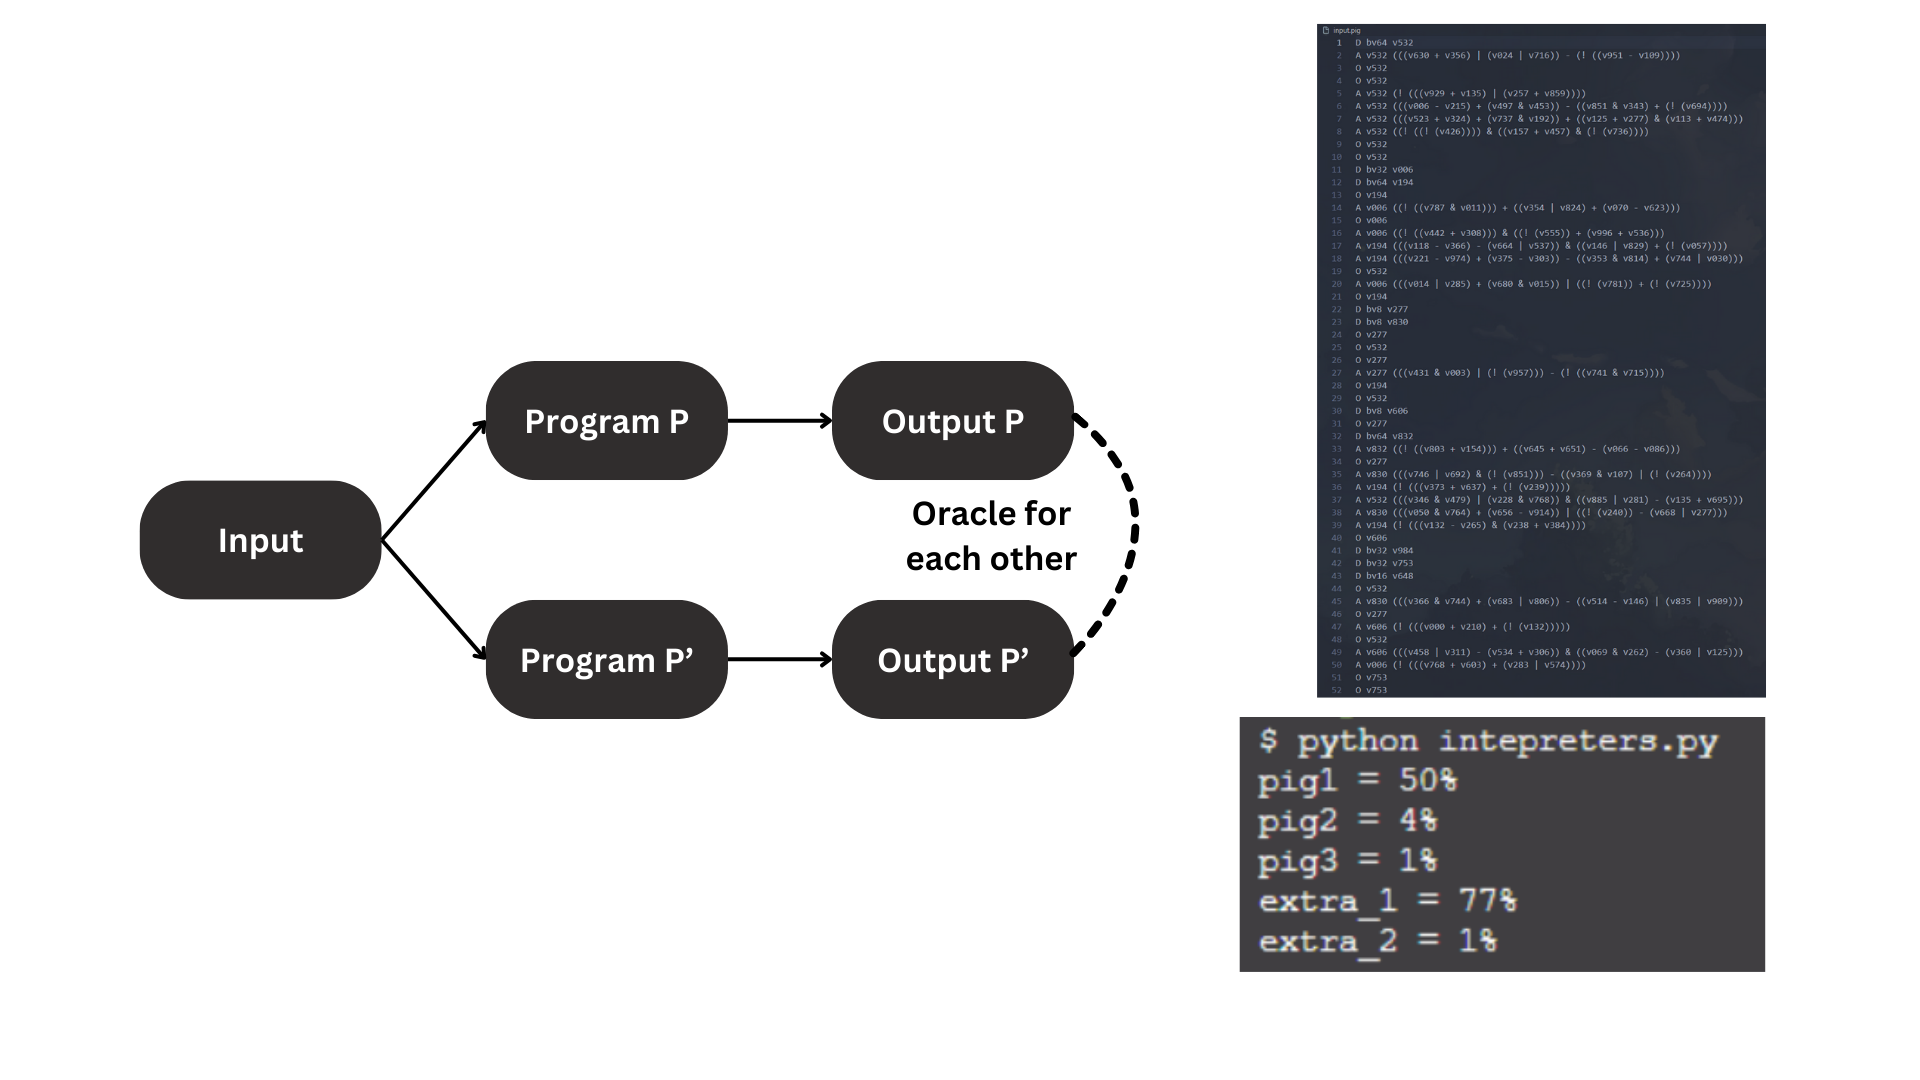 Input
Program P
Output P
Oracle for
each other
Program P’
Output P’
input.pig
1 D bv64 v532
2 A v532 (((v630 + v356) | (v024 | v716)) - (! ((v951 - v109))))
3 O v532
4 O v532
5 A v532 (! (((v929 + v135) | (v257 + v859))))
6 A v532 (((v006 - v215) + (v497 & v453)) - ((v851 & v343) + (! (v694))))
7 A v532 (((v523 + v324) + (v737 & v192)) + ((v125 + v277) & (v113 + v474)))
8 A v532 ((! ((! (v426)))) & ((v157 + v457) & (! (v736))))
9 O v532
10 O v532
11 D bv32 v006
12 D bv64 v194
13 O v194
14 A v006 ((! ((v787 & v011))) + ((v354 | v824) + (v070 - v623)))
15 O v006
16 A v006 ((! ((v442 + v308))) & ((! (v555)) + (v996 + v536)))
17 A v194 (((v118 - v366) - (v664 | v537)) & ((v146 | v829) + (! (v057))))
18 A v194 (((v221 - v974) + (v375 - v303)) - ((v353 & v814) + (v744 | v030)))
19 O v532
20 A v006 (((v014 | v285) + (v680 & v015)) | ((! (v781)) + (! (v725))))
21 O v194
22 D bv8 v277
23 D bv8 v830
24 O v277
25 O v532
26 O v277
27 A v277 (((v431 & v003) | (! (v957))) - (! ((v741 & v715))))
28 O v194
29 O v532
30 D bv8 v606
31 O v277
32 D bv64 v832
33 A v832 ((! ((v803 + v154))) + ((v645 + v651) - (v066 - v086)))
34 O v277
35 A v830 (((v746 | v692) & (! (v851))) - ((v369 & v107) | (! (v264))))
36 A v194 (! (((v373 + v637) + (! (v239)))))
37 A v532 (((v346 & v479) | (v228 & v768)) & ((v885 | v281) - (v135 + v695)))
38 A v830 (((v050 & v764) + (v656 - v914)) | ((! (v240)) - (v668 | v277)))
39 A v194 (! (((v132 - v265) & (v238 + v384))))
40 O v606
41 D bv32 v984
42 D bv32 v753
43 D bv16 v648
44 O v532
45 A v830 (((v366 & v744) + (v683 | v806)) - ((v514 - v146) | (v835 | v909)))
46 O v277
47 A v606 (! (((v000 + v210) + (! (v132)))))
48 O v532
49 A v606 (((v458 | v311) - (v534 + v306)) & ((v069 & v262) - (v360 | v125)))
50 A v006 (! (((v768 + v603) + (v283 | v574))))
51 O v753
52 O v753
$ python intepreters.py
pig1 = 50%
pig2 = 4%
pig3 = 1%
extra_1 = 77%
extra_2 = 1%